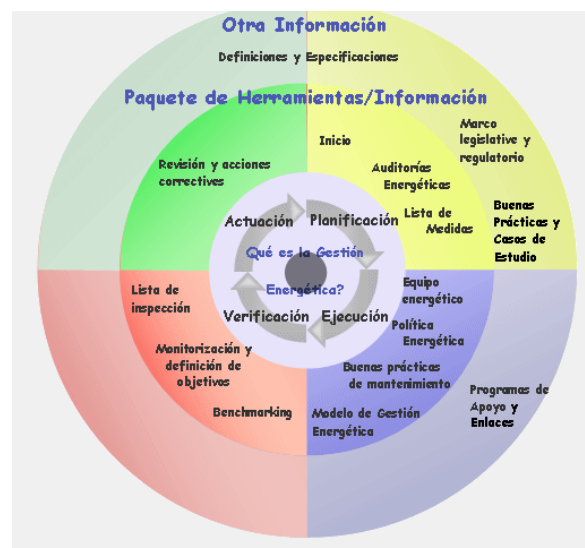 Otra Información
Definiciones y Especificaciones
Paquete de Herramientas/Información
Marco
legislative y
regulatorio
Inicio
Auditorías
Energéticas
Lista de
Medidas
Buenas
Prácticas y
Casos de
Estudio
Revisión y acciones
correctives
Actuación
Planificación
Qué es la Gestión
Energética?
Verificación
Ejecución
Lista de
inspección
Monitorización y
definición de
objetivos
Benchmarking
Equipo
energético
Política
Energética
Buenas prácticas
de mantenimiento
Modelo de Gestión
Energética
Programas de
Apoyo y
Enlaces